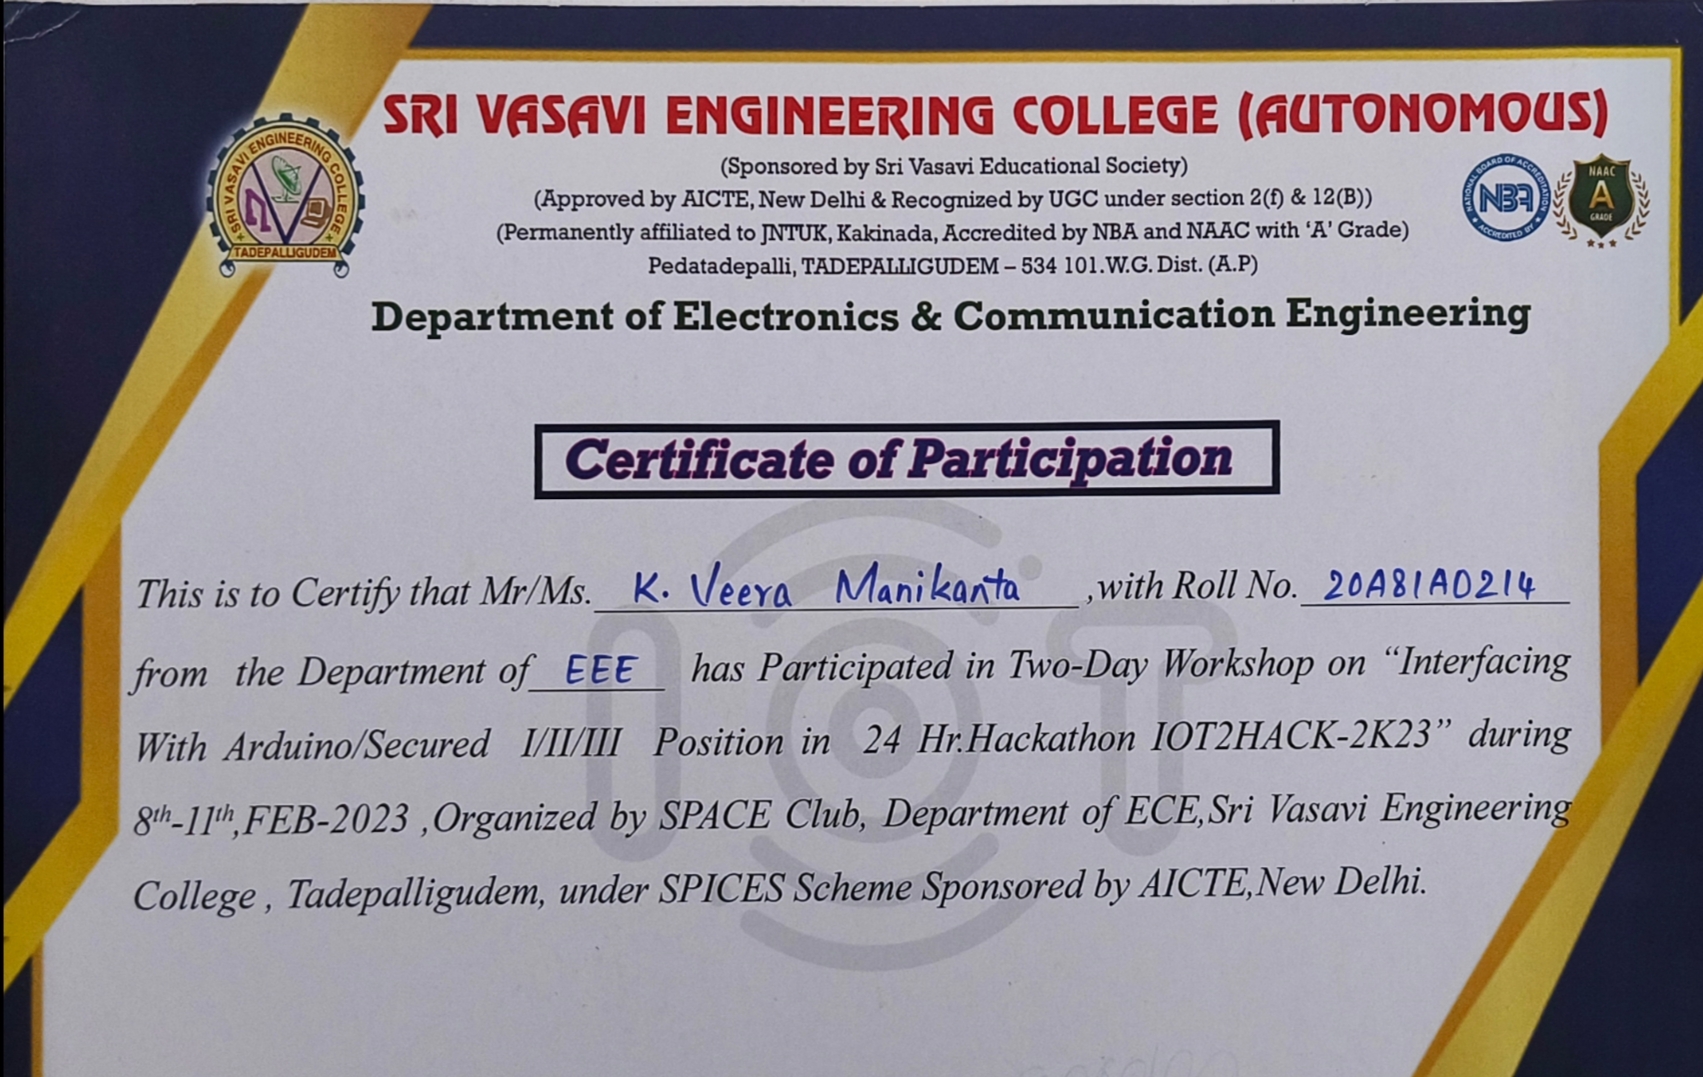 SRI VASAVI ENGINEERING COLLEGE (AUTONOMOUS)
(Sponsored by Sri Vasavi Educational Society)
(Approved by AICTE, New Delhi & Recognized by UGC under section 2(f) & 12(B))
(Permanently affiliated to JNTUK, Kakinada, Accredited by NBA and NAAC with ‘A’ Grade)
Pedatadepalli, TADEPALLIGUDEM – 534 101.W.G. Dist. (A.P)
SRI VASAVI ENGINEERING COLLEGE
TADEPALLIGUDEM
NATIONAL BOARD OF ACCREDITATION
NBA
ACCREDITED BY
NAAC
A
GRADE
Department of Electronics & Communication Engineering
Certificate of Participation
This is to Certify that Mr/Ms. K. Veera Manikanta ,with Roll No. 20A81A0214
from the Department of EEE has Participated in Two-Day Workshop on “Interfacing
With Arduino/Secured I/II/III Position in 24 Hr.Hackathon IOT2HACK-2K23” during
8th-11th,FEB-2023 ,Organized by SPACE Club, Department of ECE,Sri Vasavi Engineering
College , Tadepalligudem, under SPICES Scheme Sponsored by AICTE,New Delhi.
IOT